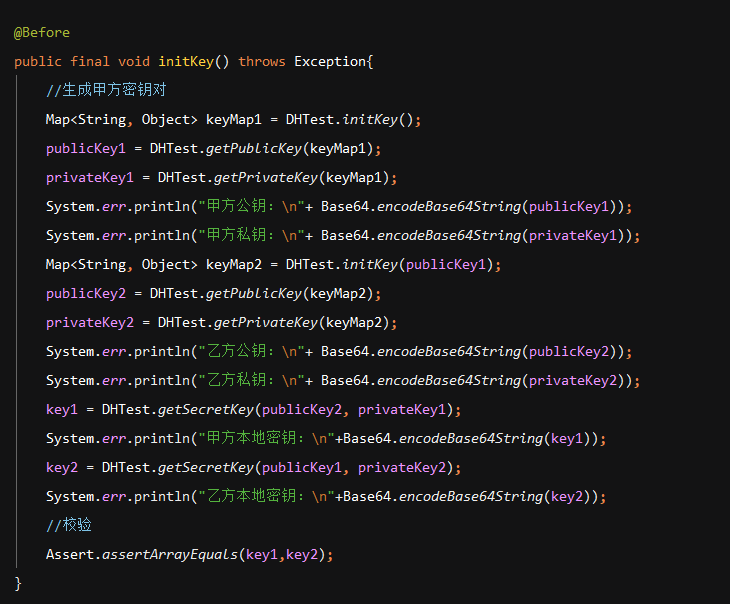 @Before
public final void initKey() throws Exception{
//生成甲方密钥对
Map<String, Object> keyMap1 = DHTest.initKey();
publicKey1 = DHTest.getPublicKey(keyMap1);
privateKey1 = DHTest.getPrivateKey(keyMap1);
System.err.println("甲方公钥：\n"+ Base64.encodeBase64String(publicKey1));
System.err.println("甲方私钥：\n"+ Base64.encodeBase64String(privateKey1));
Map<String, Object> keyMap2 = DHTest.initKey(publicKey1);
publicKey2 = DHTest.getPublicKey(keyMap2);
privateKey2 = DHTest.getPrivateKey(keyMap2);
System.err.println("乙方公钥：\n"+ Base64.encodeBase64String(publicKey2));
System.err.println("乙方私钥：\n"+ Base64.encodeBase64String(privateKey2));
key1 = DHTest.getSecretKey(publicKey2, privateKey1);
System.err.println("甲方本地密钥：\n"+Base64.encodeBase64String(key1));
key2 = DHTest.getSecretKey(publicKey1, privateKey2);
System.err.println("乙方本地密钥：\n"+Base64.encodeBase64String(key2));
//校验
Assert.assertArrayEquals(key1,key2);
}